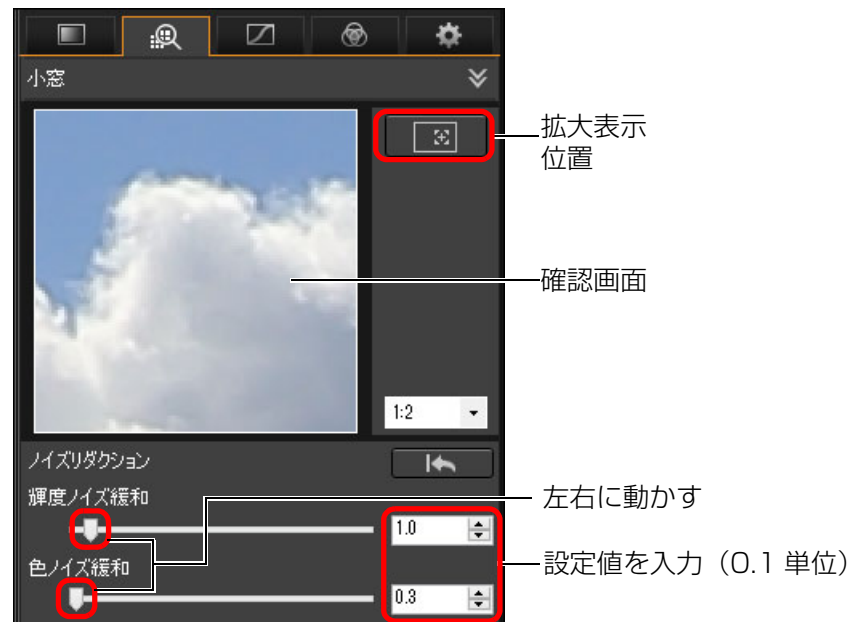 小窓
拡大表示
位置
確認画面
1:2
ノイズリダクション
輝度ノイズ緩和
左右に動かす
1.0
設定値を入力（0.1 単位）
色ノイズ緩和
0.3